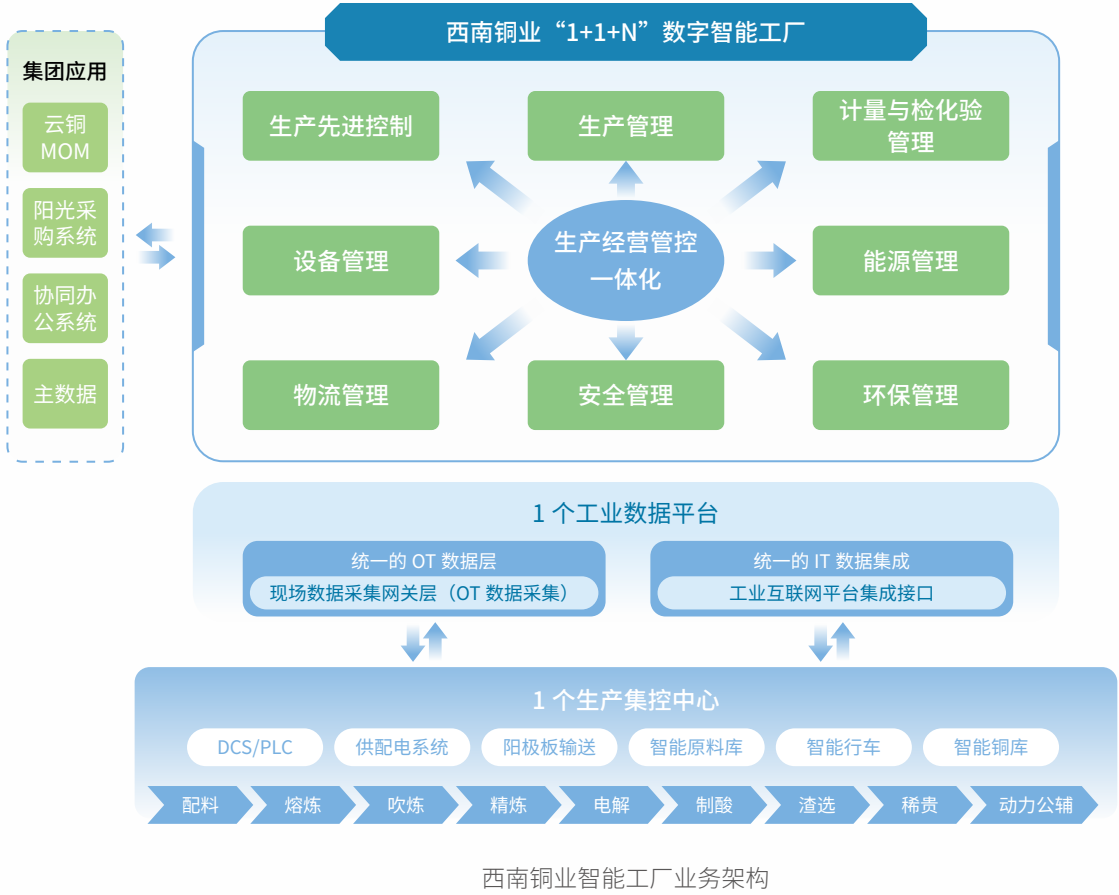 西南铜业“1+1+N”数字智能工厂
集团应用
云铜
MOM
阳光采
购系统
协同办
公系统
主数据
生产先进控制
生产管理
计量与检化验
管理
设备管理
生产经营管控
一体化
能源管理
物流管理
安全管理
环保管理
1 个工业数据平台
统一的 OT 数据层
现场数据采集网关层（OT 数据采集）
统一的 IT 数据集成
工业互联网平台集成接口
1 个生产集控中心
DCS/PLC
供配电系统
阳极板输送
智能原料库
智能行车
智能铜库
配料
熔炼
吹炼
精炼
电解
制酸
渣选
稀贵
动力公辅
西南铜业智能工厂业务架构